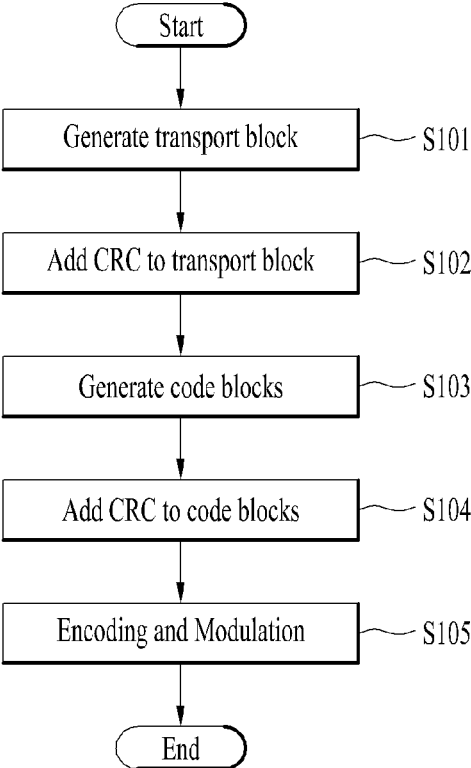 Start
Generate transport block
S101
Add CRC to transport block
S102
Generate code blocks
S103
Add CRC to code blocks
S104
Encoding and Modulation
S105
End